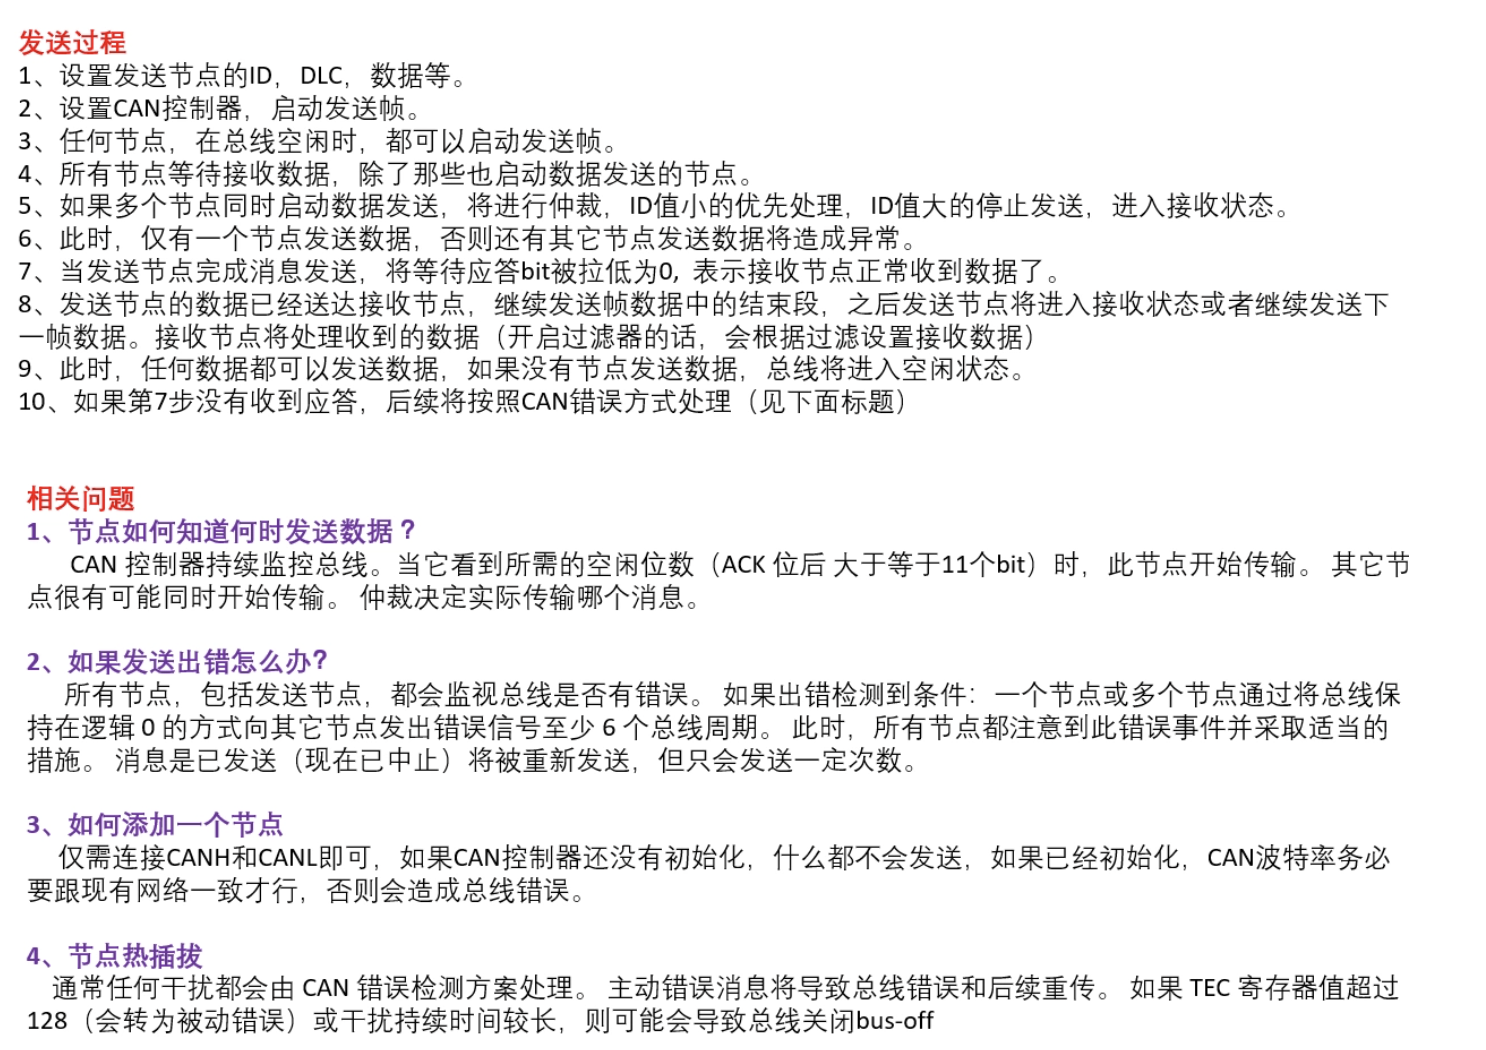 发送过程
1、设置发送节点的ID，DLC，数据等。
2、设置CAN控制器，启动发送帧。
3、任何节点，在总线空闲时，都可以启动发送帧。
4、所有节点等待接收数据，除了那些也启动数据发送的节点。
5、如果多个节点同时启动数据发送，将进行仲裁，ID值小的优先处理，ID值大的停止发送，进入接收状态。
6、此时，仅有一个节点发送数据，否则还有其它节点发送数据将造成异常。
7、当发送节点完成消息发送，将等待应答bit被拉低为0, 表示接收节点正常收到数据了。
8、发送节点的数据已经送达接收节点，继续发送帧数据中的结束段，之后发送节点将进入接收状态或者继续发送下
一帧数据。接收节点将处理收到的数据（开启过滤器的话，会根据过滤设置接收数据）
9、此时，任何数据都可以发送数据，如果没有节点发送数据，总线将进入空闲状态。
10、如果第7步没有收到应答，后续将按照CAN错误方式处理（见下面标题）
相关问题
1、节点如何知道何时发送数据？
CAN 控制器持续监控总线。当它看到所需的空闲位数（ACK 位后 大于等于11个bit）时，此节点开始传输。 其它节
点很有可能同时开始传输。 仲裁决定实际传输哪个消息。
2、如果发送出错怎么办?
所有节点，包括发送节点，都会监视总线是否有错误。 如果出错检测到条件：一个节点或多个节点通过将总线保
持在逻辑 0 的方式向其它节点发出错误信号至少 6 个总线周期。 此时，所有节点都注意到此错误事件并采取适当的
措施。 消息是已发送（现在已中止）将被重新发送，但只会发送一定次数。
3、如何添加一个节点
仅需连接CANH和CANL即可，如果CAN控制器还没有初始化，什么都不会发送，如果已经初始化，CAN波特率务必
要跟现有网络一致才行，否则会造成总线错误。
4、节点热插拔
通常任何干扰都会由 CAN 错误检测方案处理。 主动错误消息将导致总线错误和后续重传。 如果 TEC 寄存器值超过
128（会转为被动错误）或干扰持续时间较长，则可能会导致总线关闭bus-off